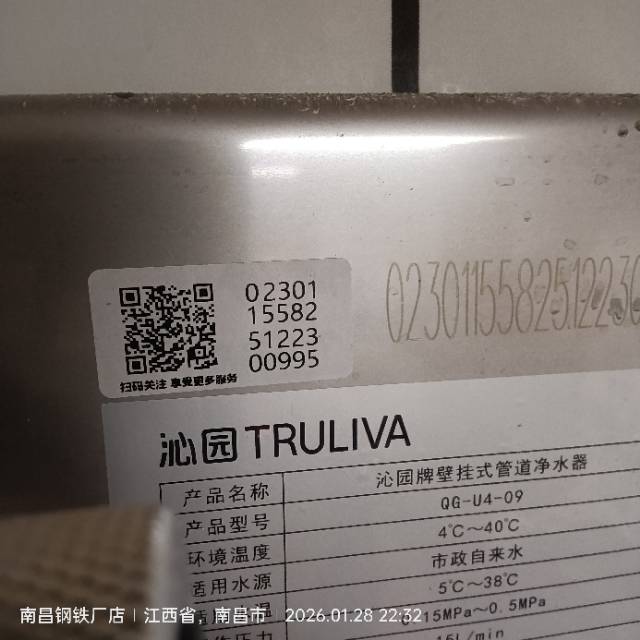 02301
15582
51223
00995
扫码关注 享受更多服务
0230115582512230
沁园 TRULIVA
产品名称 沁园牌壁挂式管道净水器
产品型号 QG-U4-09
环境温度 4℃～40℃
适用水源 市政自来水
5℃～38℃
15MPa～0.5MPa
南昌钢铁厂店 | 江西省，南昌市 2026.01.28 22:32